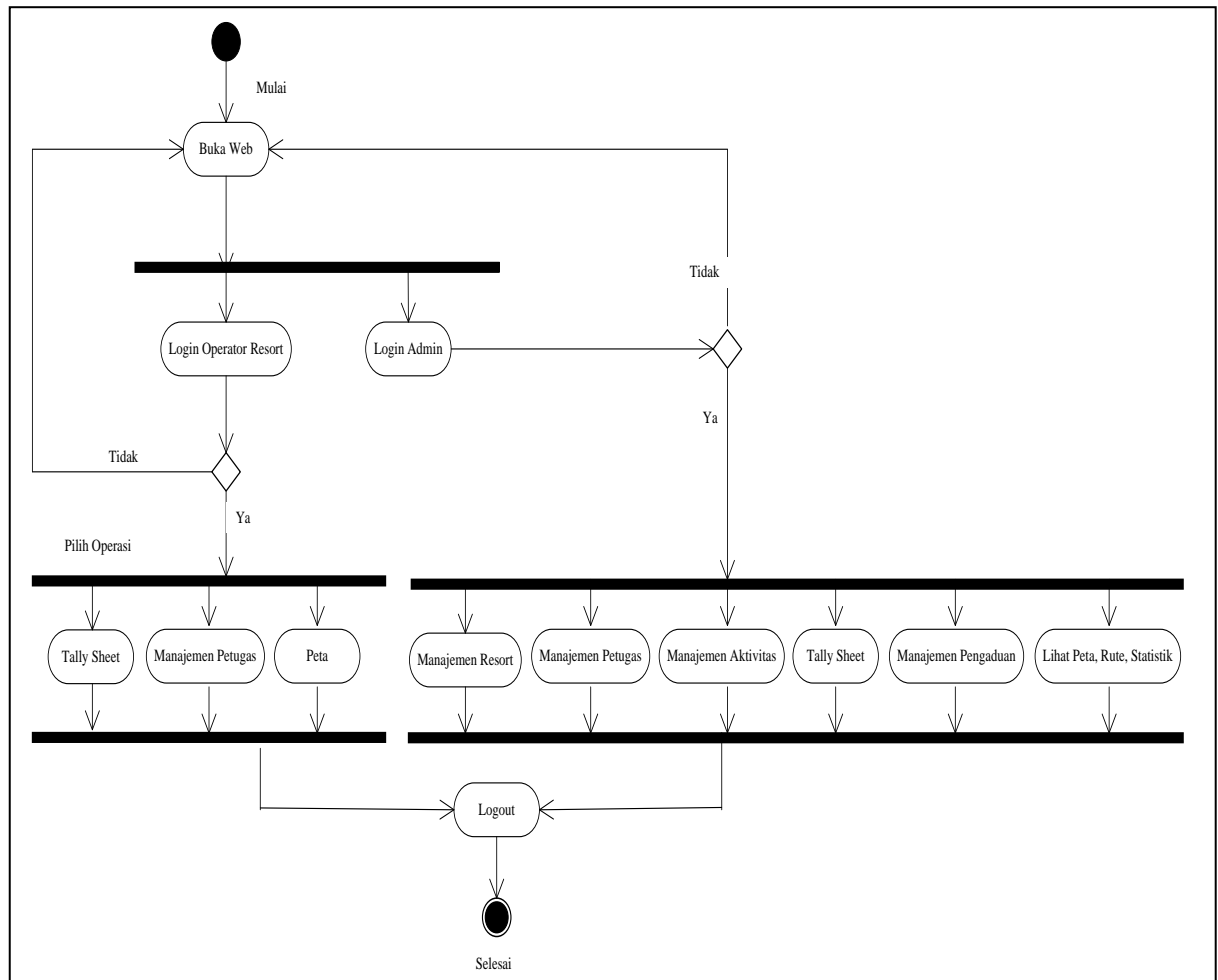 Mulai
Buka Web
Tidak
Login Operator Resort
Login Admin
Ya
Tidak
Ya
Pilih Operasi
Tally Sheet
Manajemen Petugas
Peta
Manajemen Resort
Manajemen Petugas
Manajemen Aktivitas
Tally Sheet
Manajemen Pengaduan
Lihat Peta, Rute, Statistik
Logout
Selesai